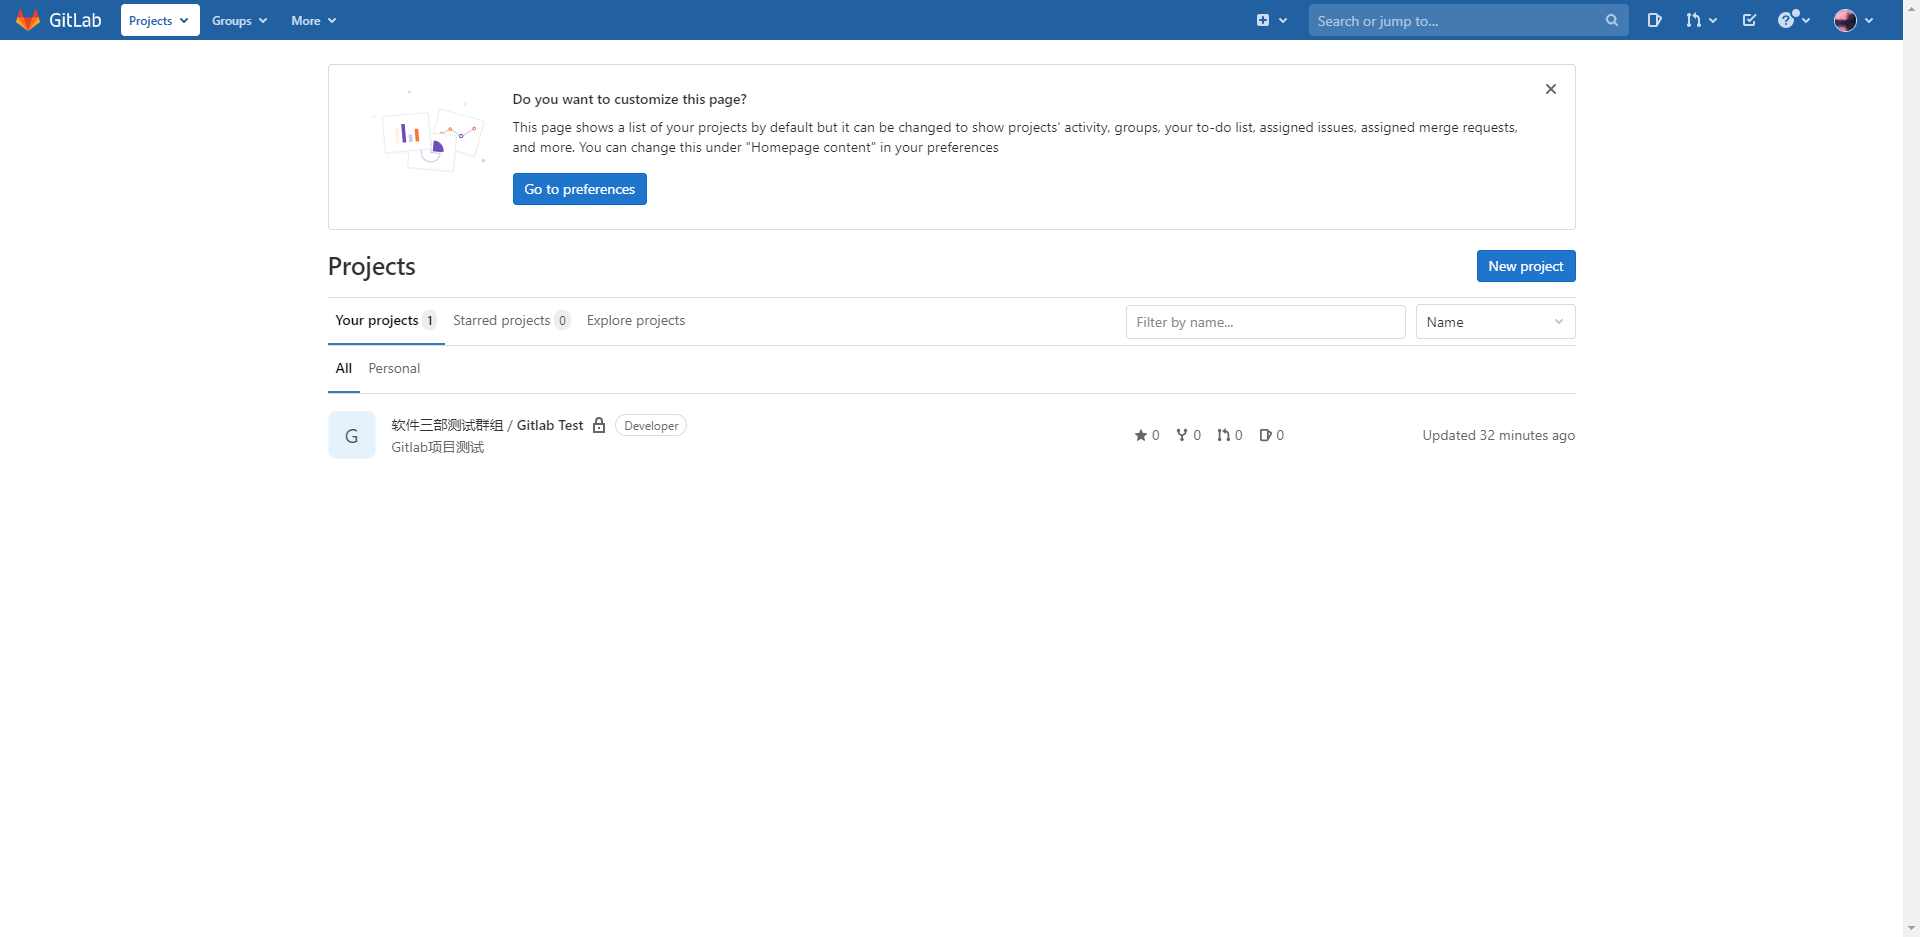 GitLab Projects Groups More Search or jump to...
Do you want to customize this page?
This page shows a list of your projects by default but it can be changed to show projects' activity, groups, your to-do list, assigned issues, assigned merge requests,
and more. You can change this under "Homepage content" in your preferences
Go to preferences
Projects New project
Your projects 1 Starred projects 0 Explore projects Filter by name... Name
All Personal
G
软件三部测试群组 / Gitlab Test Developer
Gitlab项目测试
0 0 0 0 Updated 32 minutes ago